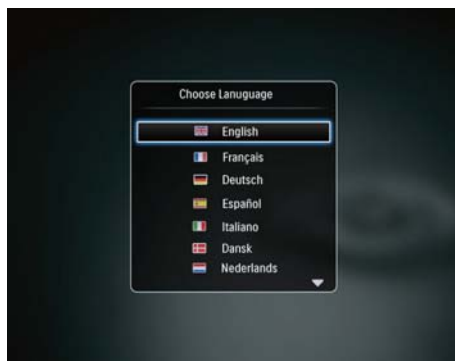 Choose Lanuguage
English
Français
Deutsch
Español
Italiano
Dansk
Nederlands